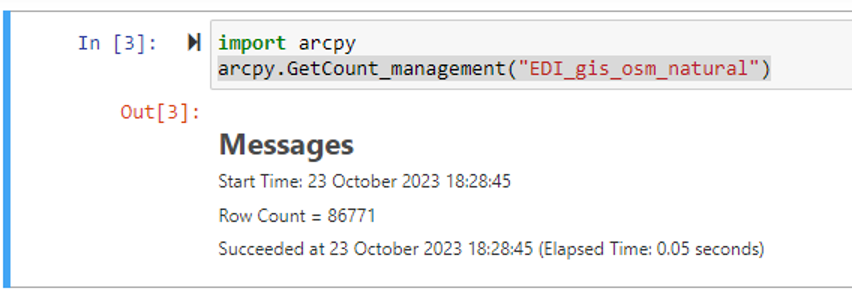 In [3]: import arcpy
arcpy.GetCount_management("EDI_gis_osm_natural")
Out[3]:
Messages
Start Time: 23 October 2023 18:28:45
Row Count = 86771
Succeeded at 23 October 2023 18:28:45 (Elapsed Time: 0.05 seconds)